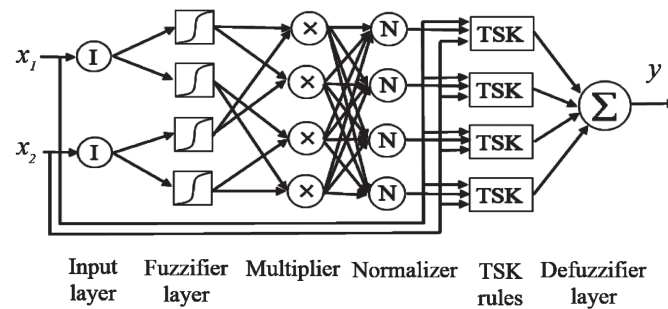 x1
x2
I
I
×
×
×
×
N
N
N
N
TSK
TSK
TSK
TSK
Σ
y
Input
layer
Fuzzifier
layer
Multiplier
Normalizer
TSK
rules
Defuzzifier
layer